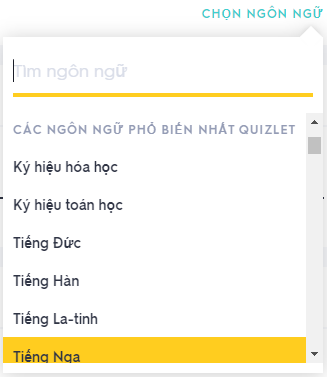 CHỌN NGÔN NGỮ
Tìm ngôn ngữ
CÁC NGÔN NGỮ PHỔ BIẾN NHẤT QUIZLET
Ký hiệu hóa học
Ký hiệu toán học
Tiếng Đức
Tiếng Hàn
Tiếng La-tinh
Tiếng Nga